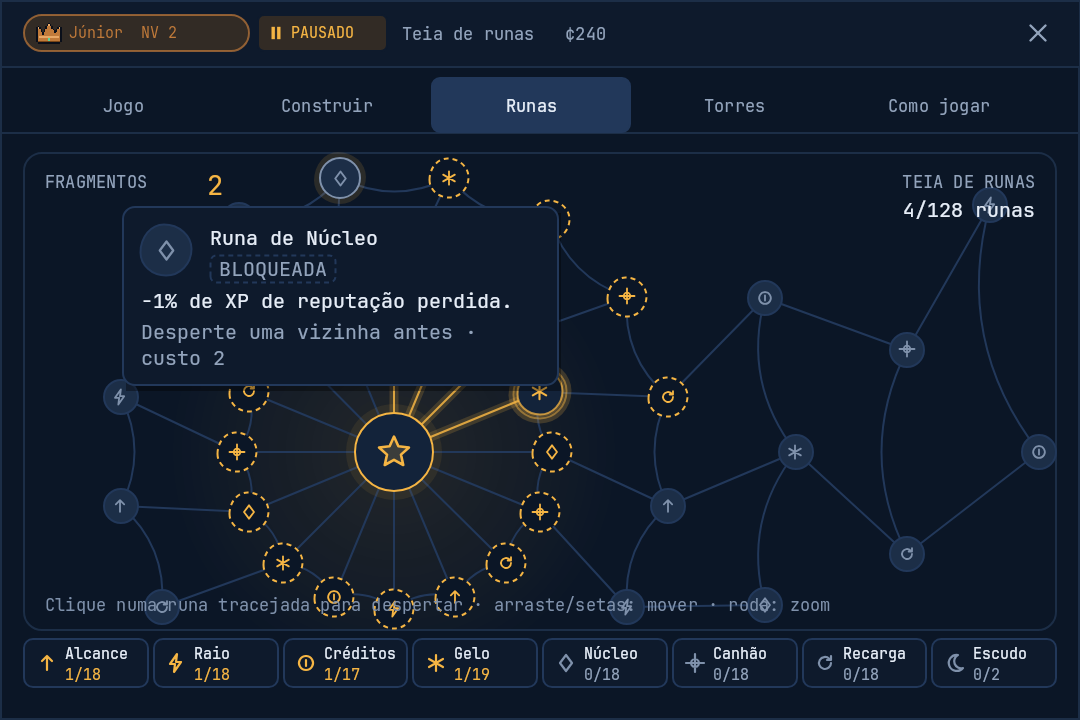 Júnior NV 2
PAUSADO
Teia de runas ¢240
Jogo
Construir
Runas
Torres
Como jogar
FRAGMENTOS 2
TEIA DE RUNAS
4/128 runas
Runa de Núcleo
BLOQUEADA
-1% de XP de reputação perdida.
Desperte uma vizinha antes ·
custo 2
Clique numa runa tracejada para despertar · arraste/setas: mover · roda: zoom
Alcance
1/18
Raio
1/18
Créditos
1/17
Gelo
1/19
Núcleo
0/18
Canhão
0/18
Recarga
0/18
Escudo
0/2